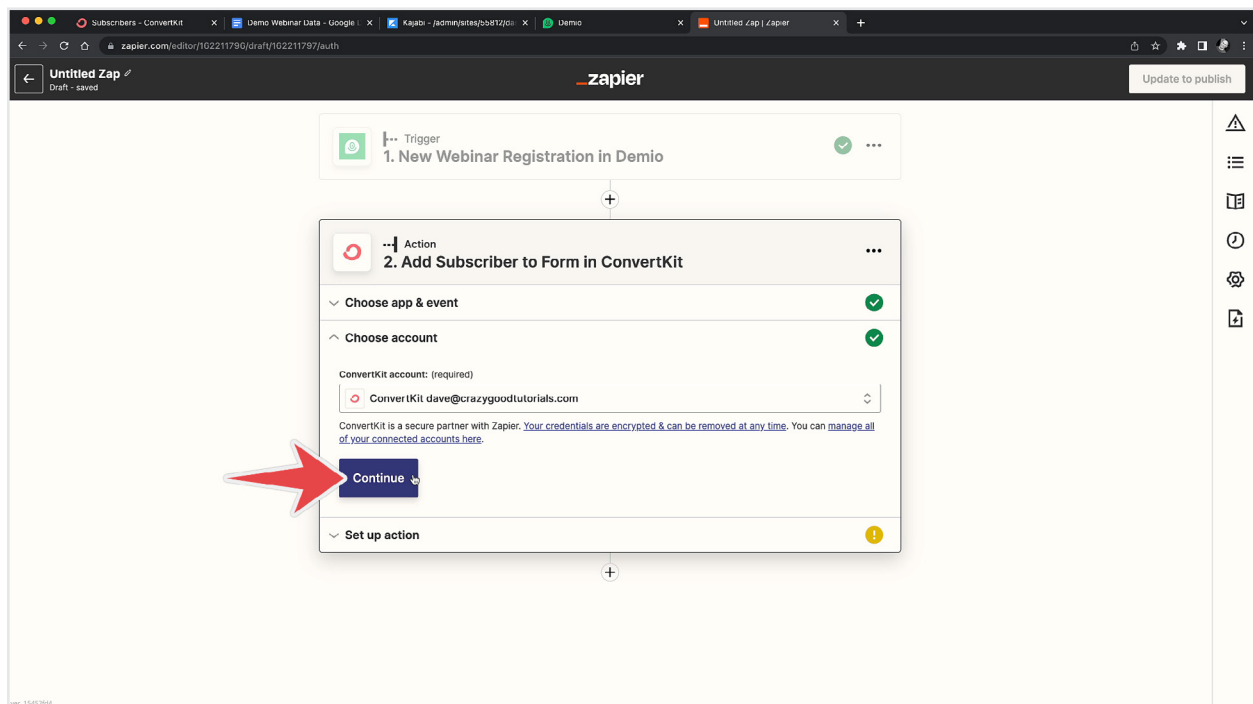 Subscribers - ConvertKit
Demo Webinar Data - Google
Kajabi - /admin/sites/55812/da
Demio
Untitled Zap | Zapier
zapier.com/editor/162211796/draft/162211797/auth
Untitled Zap
Draft - saved
_zapier
Update to publish
Trigger
1. New Webinar Registration in Demio
Action
2. Add Subscriber to Form in ConvertKit
Choose app & event
Choose account
ConvertKit account: (required)
ConvertKit dave@crazygoodtutorials.com
ConvertKit is a secure partner with Zapier. Your credentials are encrypted & can be removed at any time. You can manage all
of your connected accounts here.
Continue
Set up action